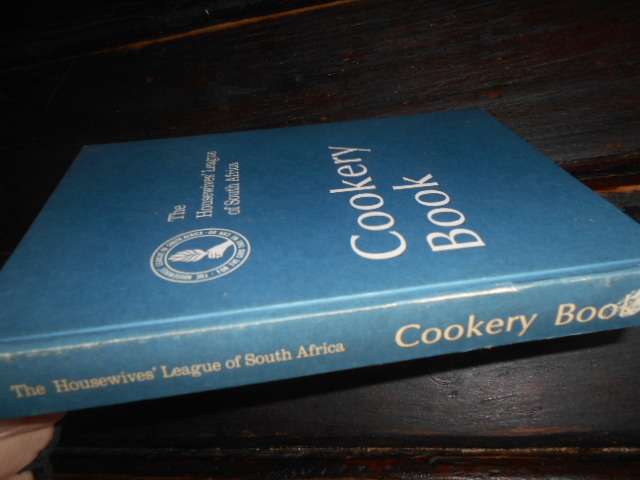 The
Housewives' League
of South Africa
Cookery
Book
The Housewives' League of South Africa
Cookery Boo